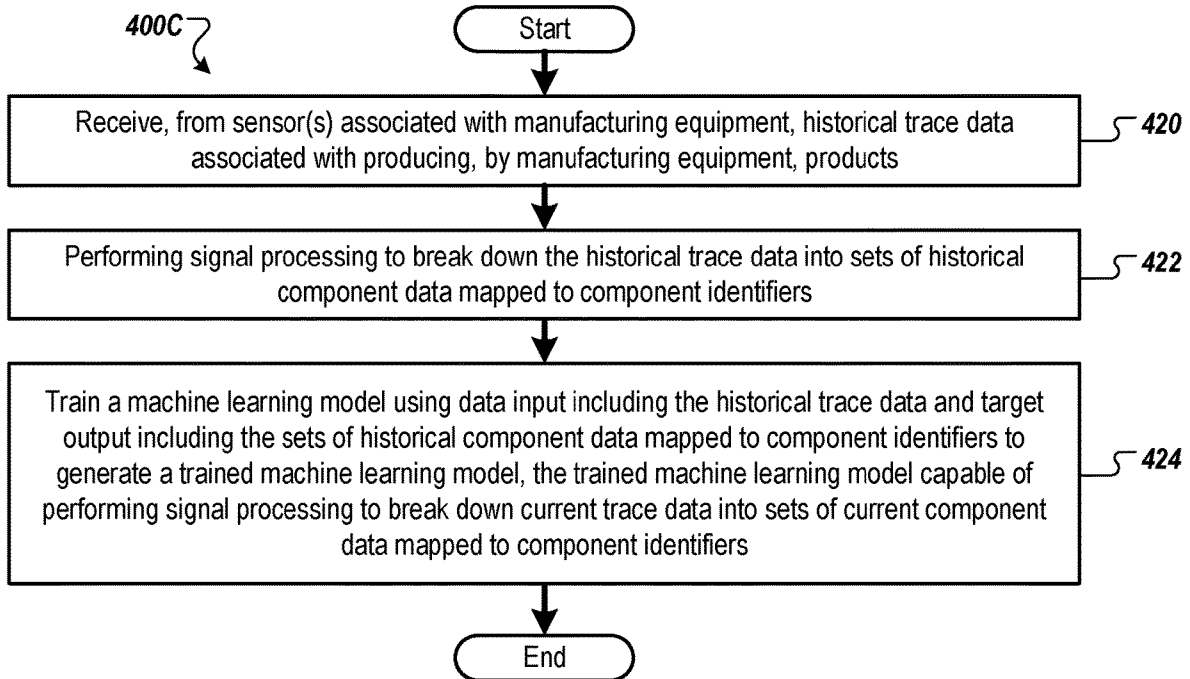 400C
Start
Receive, from sensor(s) associated with manufacturing equipment, historical trace data
associated with producing, by manufacturing equipment, products
420
Performing signal processing to break down the historical trace data into sets of historical
component data mapped to component identifiers
422
Train a machine learning model using data input including the historical trace data and target
output including the sets of historical component data mapped to component identifiers to
generate a trained machine learning model, the trained machine learning model capable of
performing signal processing to break down current trace data into sets of current component
data mapped to component identifiers
424
End